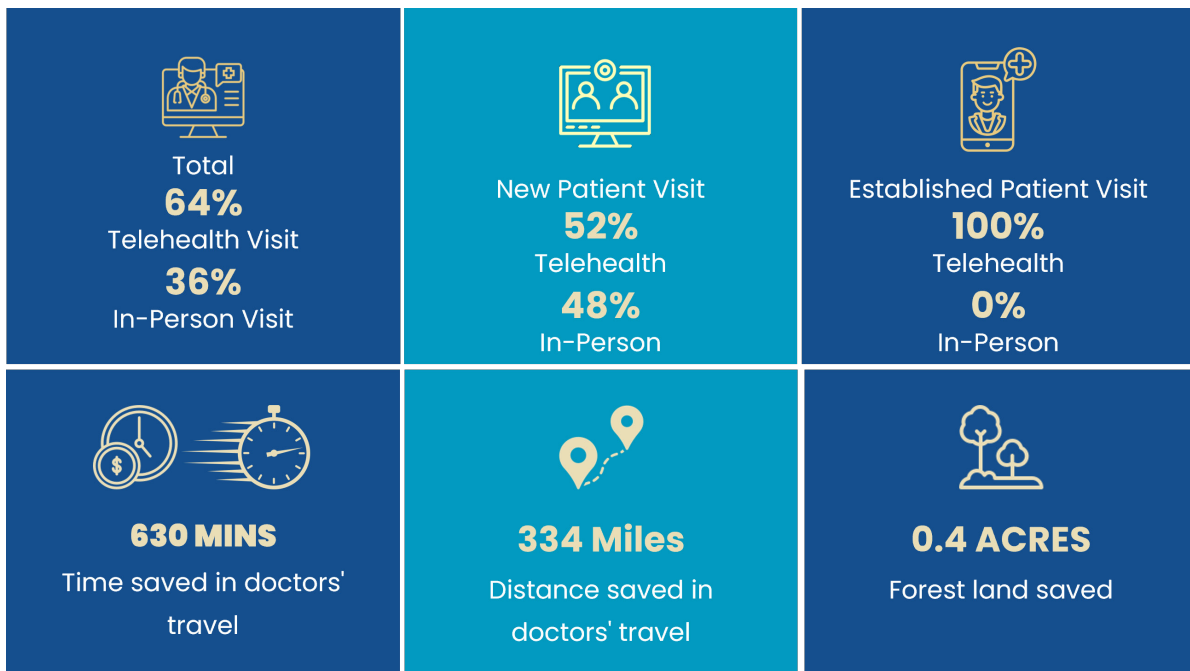 Total
64%
Telehealth Visit
36%
In-Person Visit
New Patient Visit
52%
Telehealth
48%
In-Person
Established Patient Visit
100%
Telehealth
0%
In-Person
$
630 MINS
Time saved in doctors'
travel
334 Miles
Distance saved in
doctors' travel
0.4 ACRES
Forest land saved